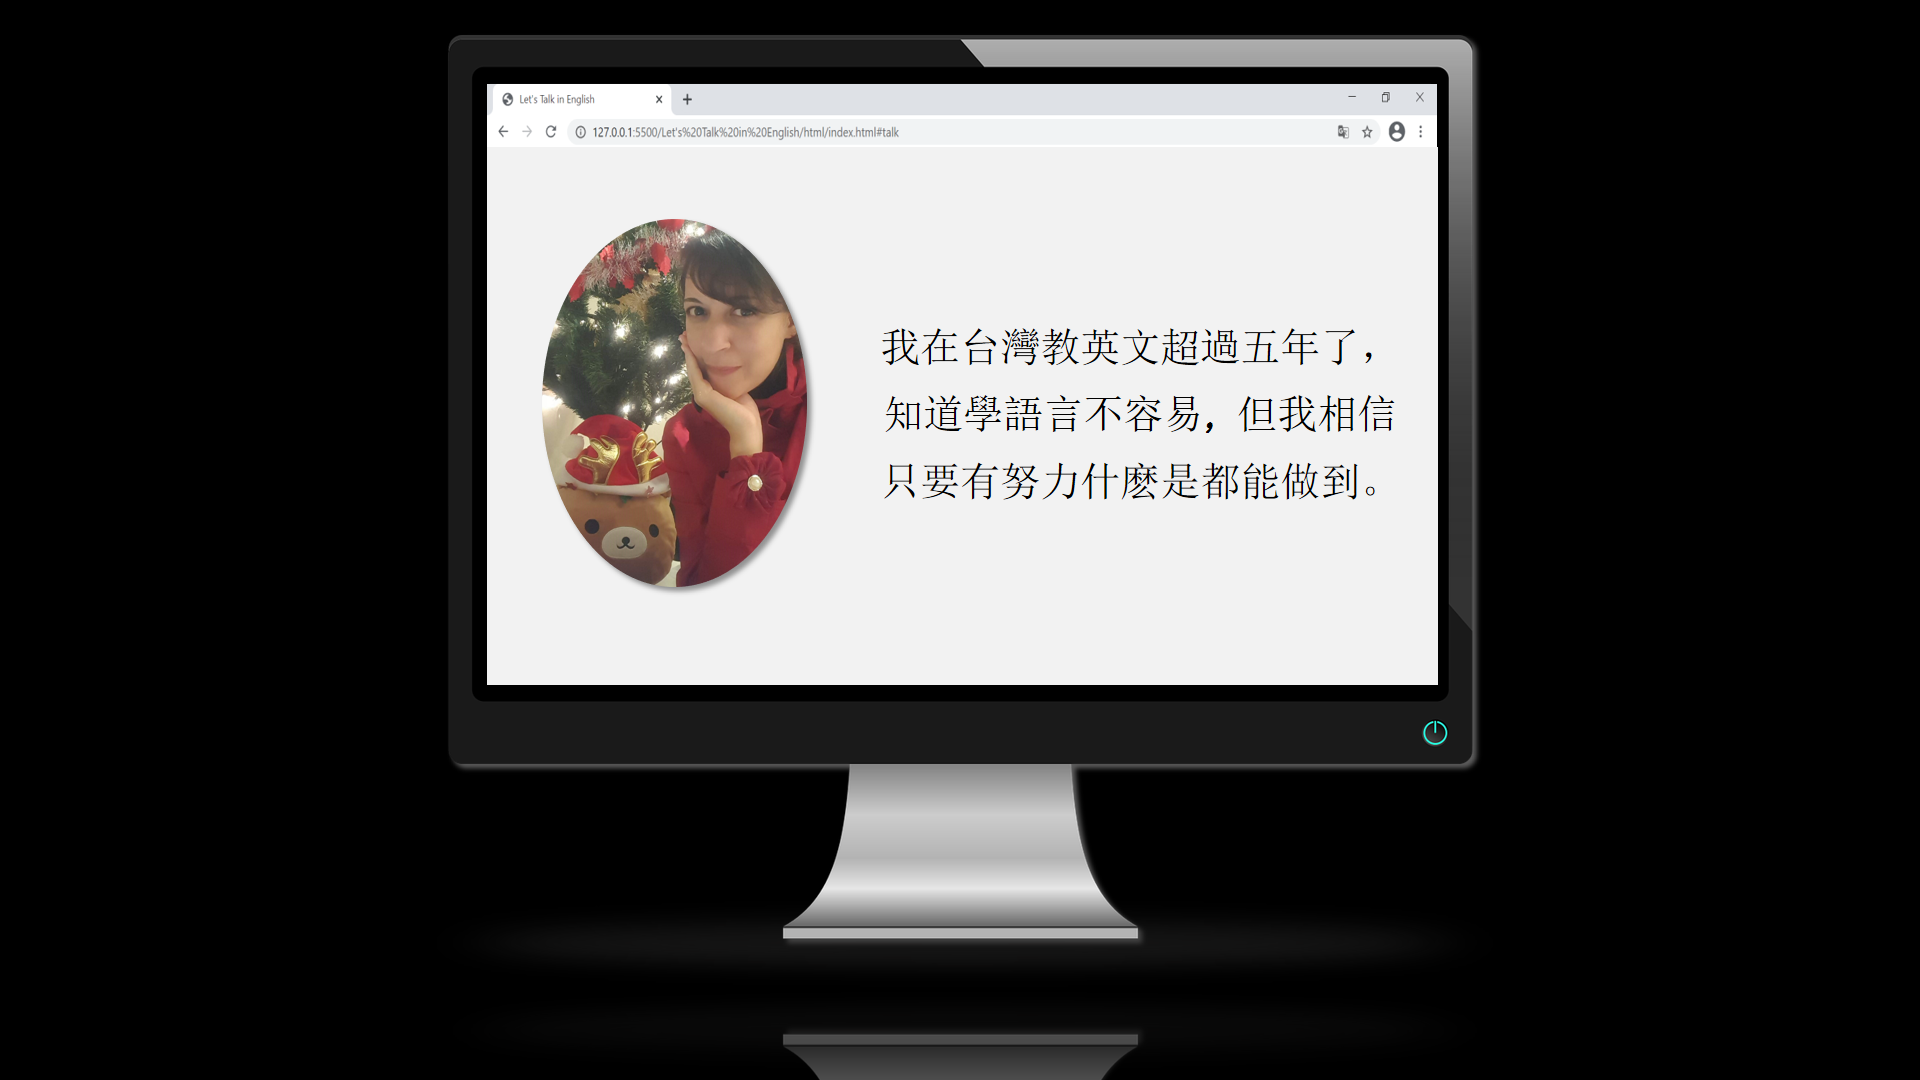 Let's Talk in English
127.0.0.1:5500/Let's%20Talk%20in%20English/html/index.html#talk
我在台灣教英文超過五年了，
知道學語言不容易，但我相信
只要有努力什麽是都能做到。